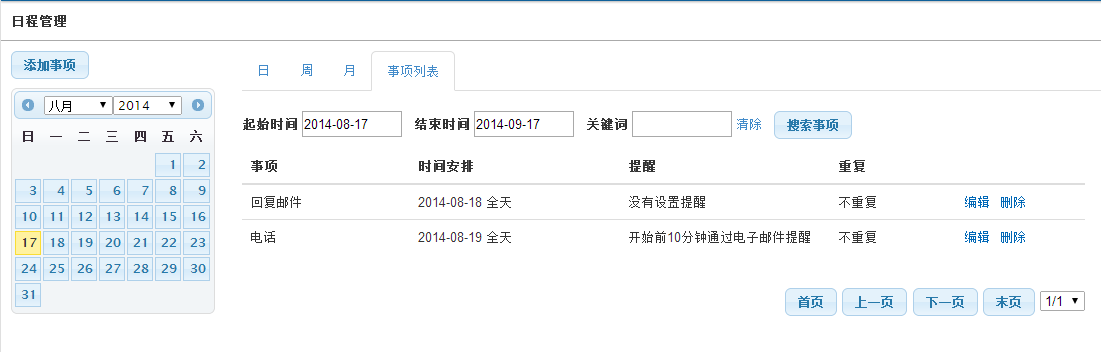 日程管理
添加事项
八月 2014
日 一 二 三 四 五 六
1 2
3 4 5 6 7 8 9
10 11 12 13 14 15 16
17 18 19 20 21 22 23
24 25 26 27 28 29 30
31
日 周 月 事项列表
起始时间 2014-08-17 结束时间 2014-09-17 关键词 清除 搜索事项
事项 时间安排 提醒 重复
回复邮件 2014-08-18 全天 没有设置提醒 不重复 编辑 删除
电话 2014-08-19 全天 开始前10分钟通过电子邮件提醒 不重复 编辑 删除
首页 上一页 下一页 末页 1/1